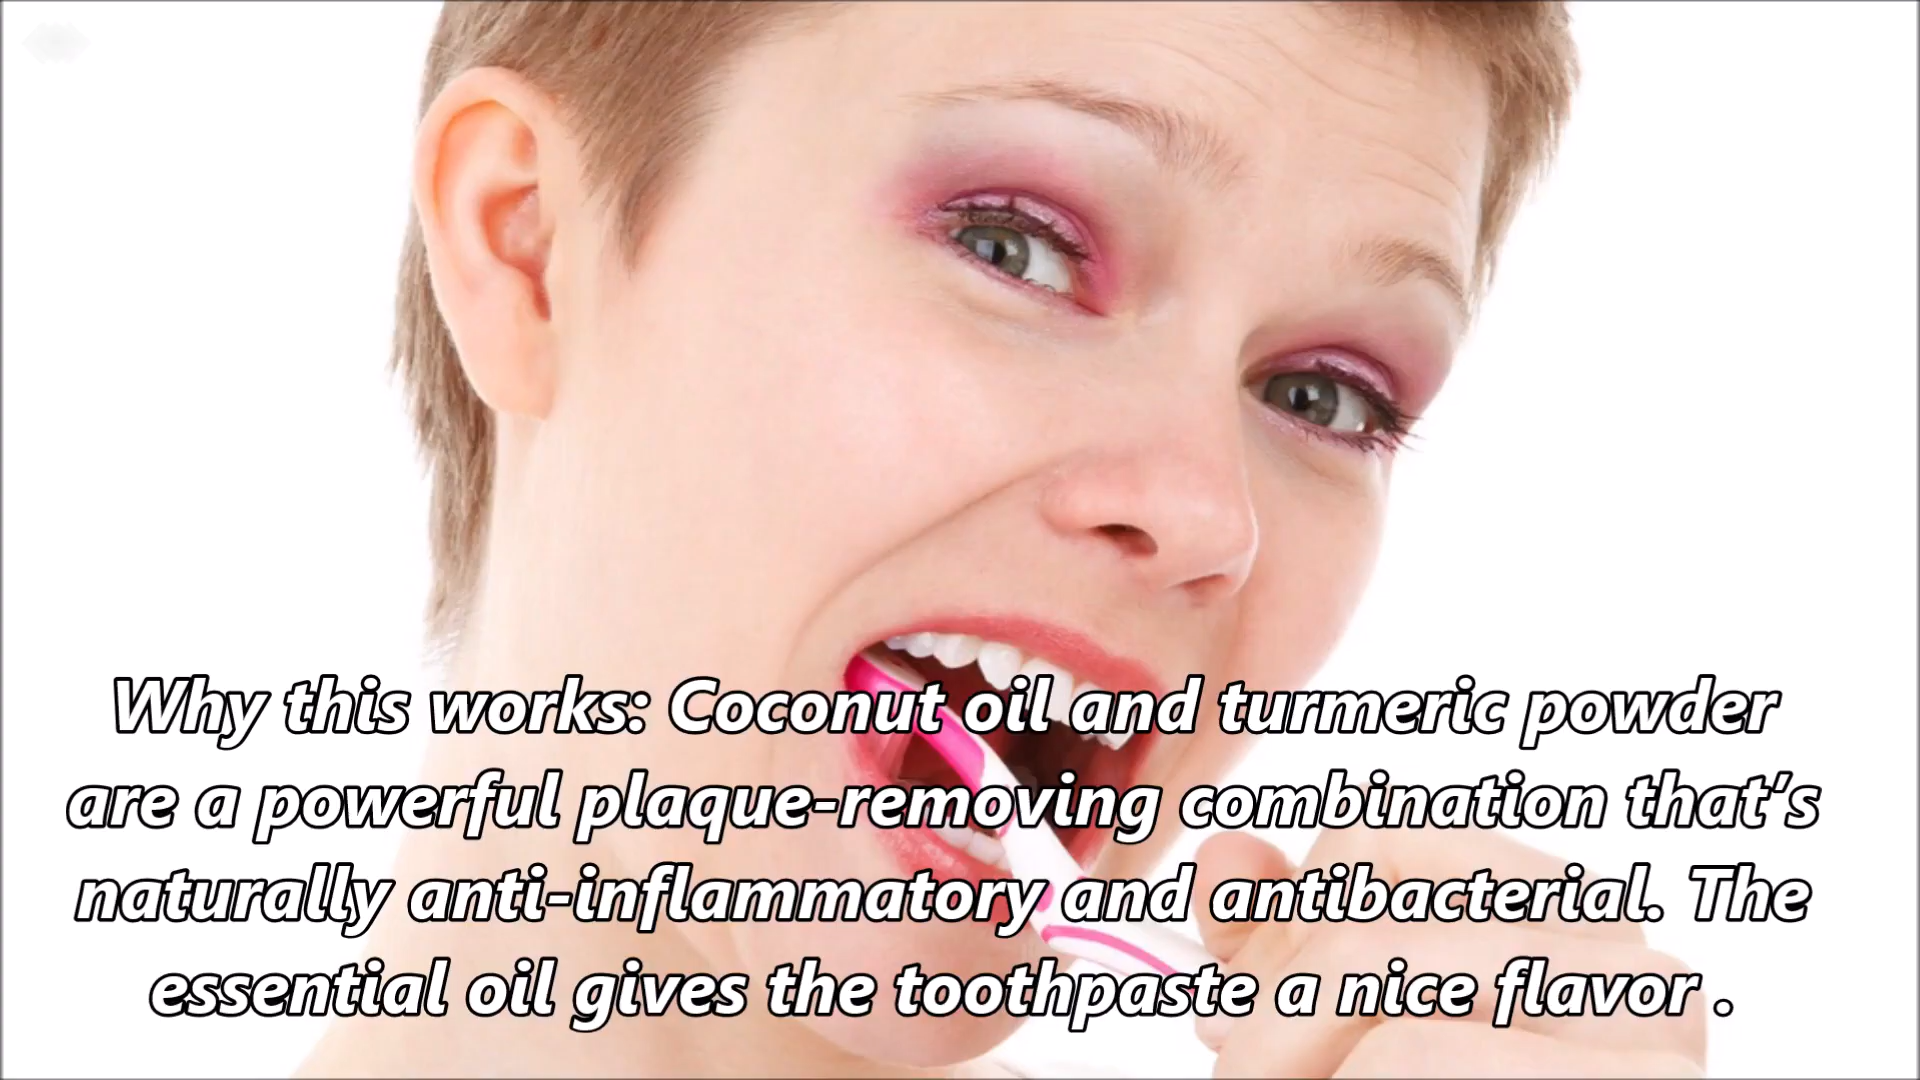 Why this works: Coconut oil and turmeric powder
are a powerful plaque-removing combination that's
naturally anti-inflammatory and antibacterial. The
essential oil gives the toothpaste a nice flavor .